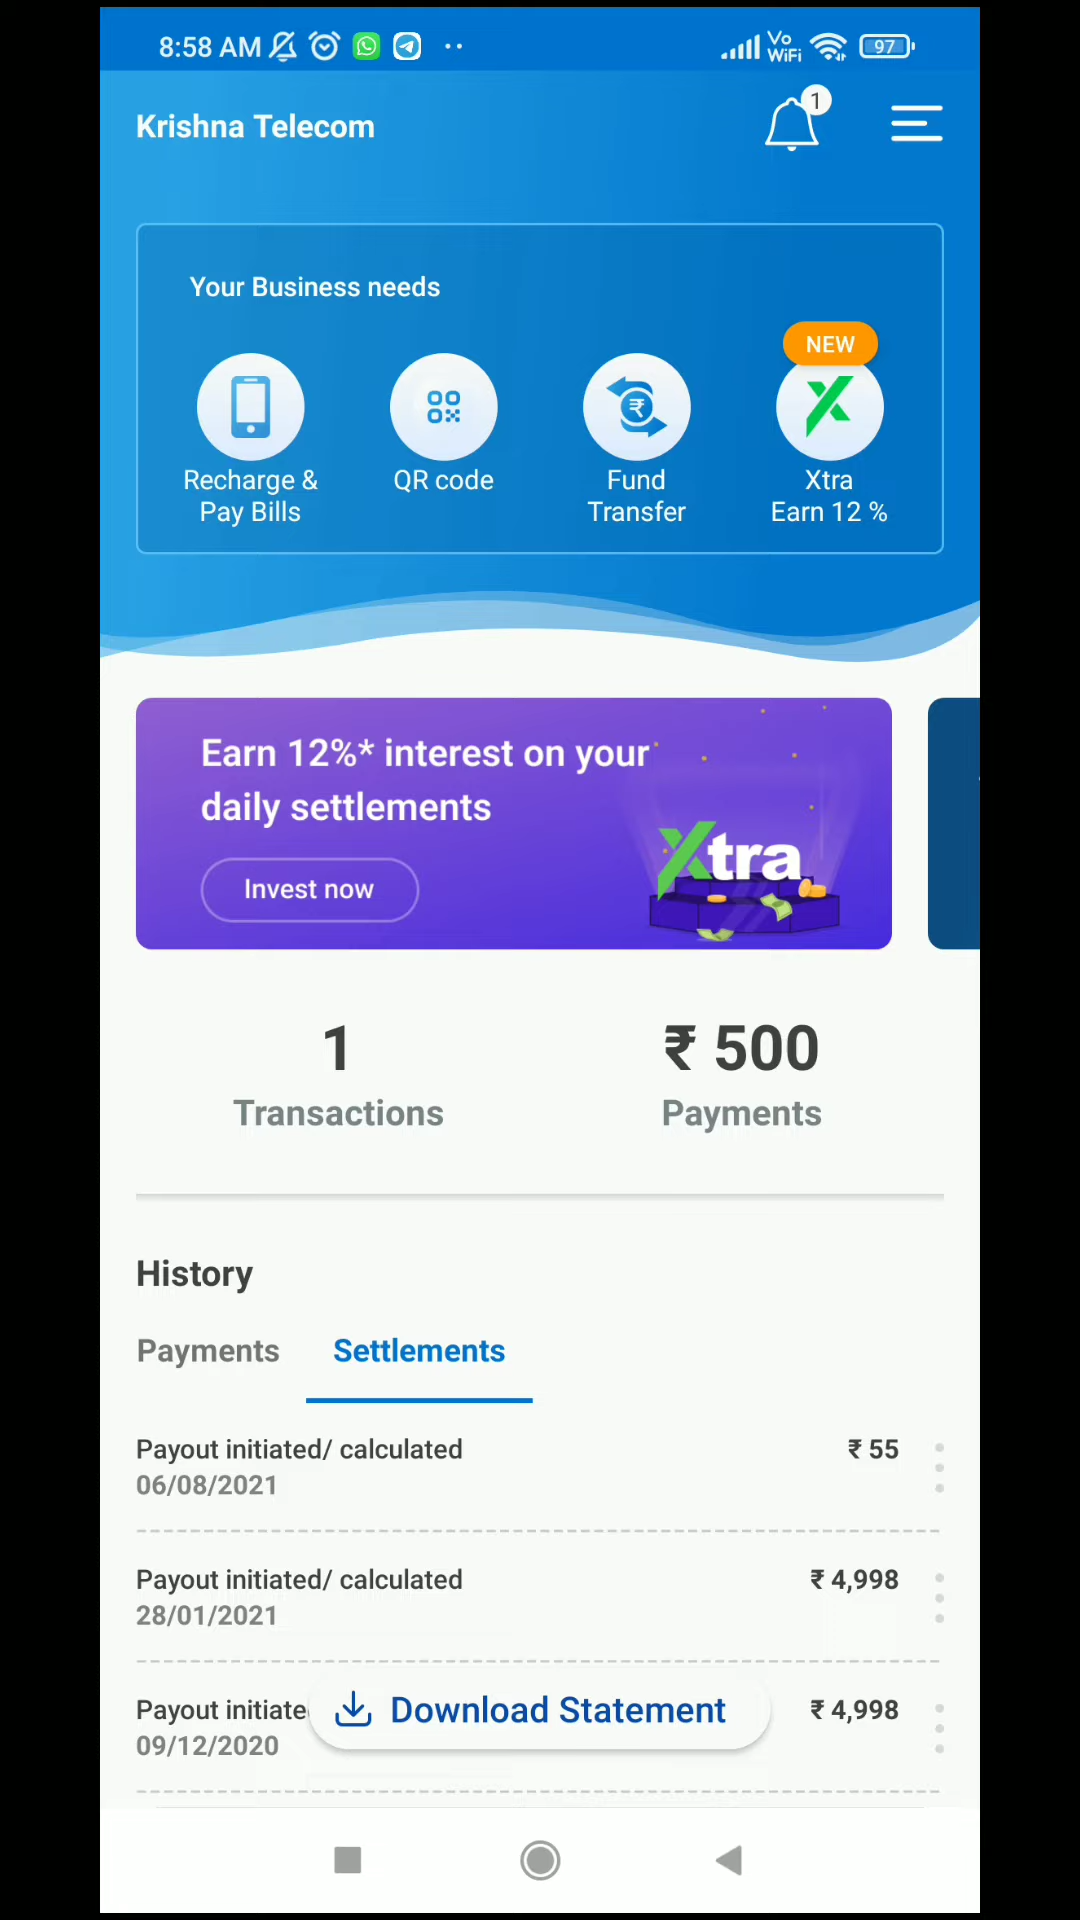 8:58 AM
Vo
WiFi
97
Krishna Telecom
1
Your Business needs
NEW
Recharge &
Pay Bills
QR code
Fund
Transfer
Xtra
Earn 12 %
Earn 12%* interest on your
daily settlements
Invest now
Xtra
1
Transactions
₹ 500
Payments
History
Payments
Settlements
Payout initiated/ calculated
₹ 55
06/08/2021
Payout initiated/ calculated
₹ 4,998
28/01/2021
Payout initiate
₹ 4,998
09/12/2020
Download Statement